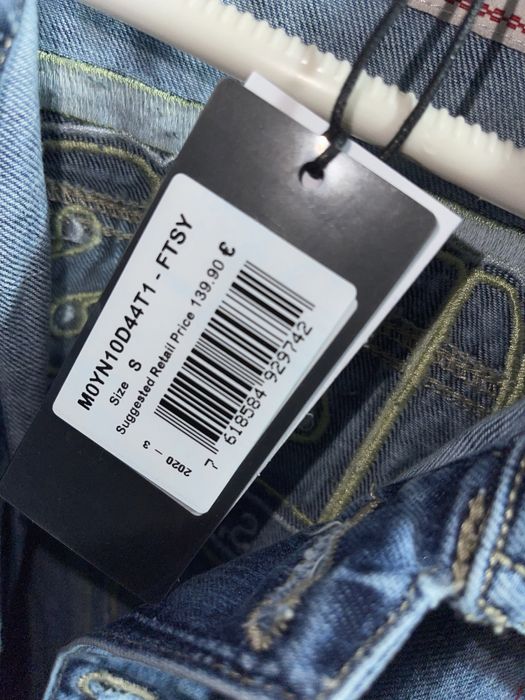 M0YN10D44T1 - FTSY
Size S
Suggested Retail Price 139.90 €
7 618584 929742
2020 - 3